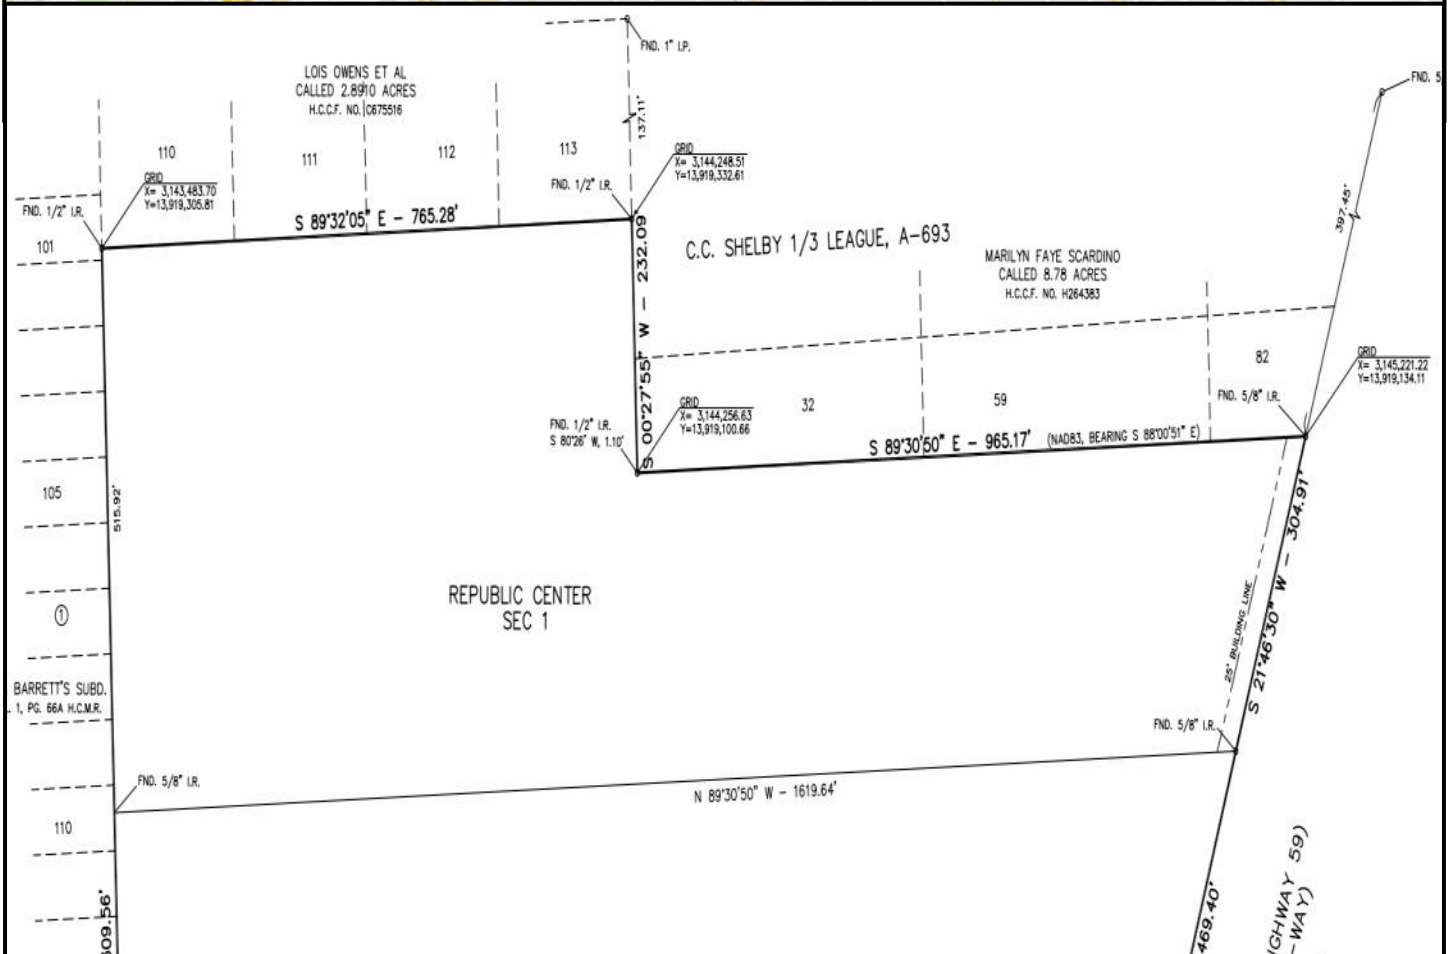 FND. 1" I.P.
LOIS OWENS ET AL
CALLED 2.8910 ACRES
H.C.C.F. NO. C675516
FND. 5
137.11'
110
111
112
113
GRID
X= 3,143,483.70
Y=13,919,305.81
GRID
X= 3,144,248.51
Y=13,919,332.61
FND. 1/2" I.R.
FND. 1/2" I.R.
397.45'
S 89°32'05" E - 765.28'
101
C.C. SHELBY 1/3 LEAGUE, A-693
MARILYN FAYE SCARDINO
CALLED 8.78 ACRES
H.C.C.F. NO. H264383
S 00°27'55" W - 232.09
82
GRID
X= 3,145,221.22
Y=13,919,134.11
32
59
FND. 5/8" I.R.
GRID
X= 3,144,256.63
Y=13,919,100.66
FND. 1/2" I.R.
S 80°26' W, 1.10'
S 89°30'50" E - 965.17' (NAD83, BEARING S 88°00'51" E)
105
515.92'
S 21°46'30" W - 304.91'
25' BUILDING LINE
REPUBLIC CENTER
SEC 1
1
BARRETT'S SUBD.
. 1, PG. 66A H.C.M.R.
FND. 5/8" I.R.
FND. 5/8" I.R.
N 89°30'50" W - 1619.64'
110
609.56'
469.40'
IGHWAY 59)
-WAY)